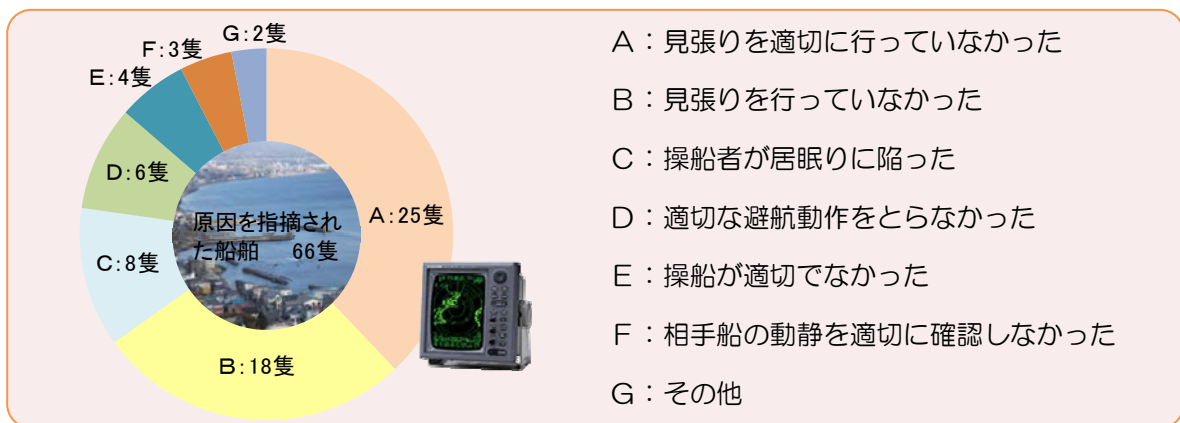 G:2隻
F:3隻
E:4隻
D:6隻
C:8隻
B:18隻
A:25隻
原因を指摘され
た船舶 66隻
A：見張りを適切に行っていなかった
B：見張りを行っていなかった
C：操船者が居眠りに陥った
D：適切な避航動作をとらなかった
E：操船が適切でなかった
F：相手船の動静を適切に確認しなかった
G：その他